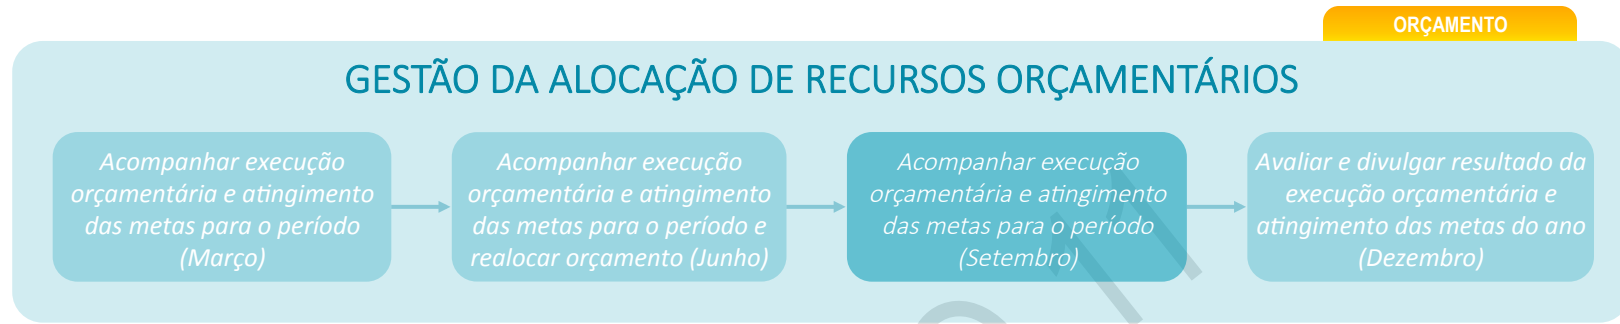 ORÇAMENTO
GESTÃO DA ALOCAÇÃO DE RECURSOS ORÇAMENTÁRIOS
Acompanhar execução
orçamentária e atingimento
das metas para o período
(Março)
Acompanhar execução
orçamentária e atingimento
das metas para o período e
realocar orçamento (Junho)
Acompanhar execução
orçamentária e atingimento
das metas para o período
(Setembro)
Avaliar e divulgar resultado da
execução orçamentária e
atingimento das metas do ano
(Dezembro)